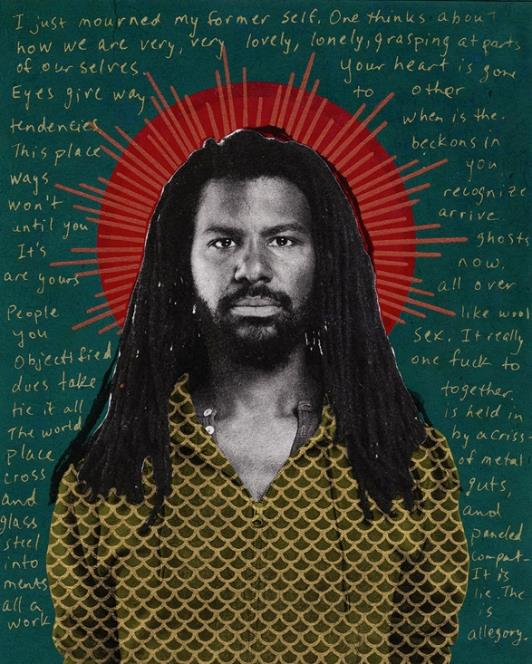 I just mourned my former self. One thinks about
how we are very, very lovely, lonely, grasping at parts
of our selves. Your heart is gone
Eyes give way to other
tendencies when is the.
This place beckons in
ways you
won't recognize
until you arrive
It's ghosts
are yours now.
all over
People like wool
you sex. It really
Objectified one fuck to
does take together.
tie it all is held in
The world by a criss
place of metal
cross guts,
and and
glass paneled
steel compat-
into It is
ments lie. The
all a is
work allegory.